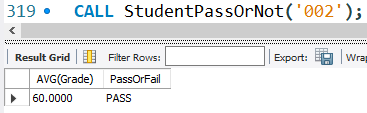 319 CALL StudentPassOrNot('002');
Result Grid Filter Rows: Export: Wrap
AVG(Grade) PassOrFail
60.0000 PASS